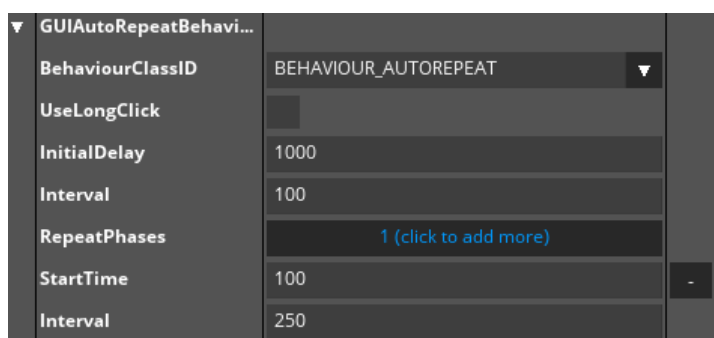 ▼ GUIAutoRepeatBehavi...
BehaviourClassID BEHAVIOUR_AUTOREPEAT ▼
UseLongClick
InitialDelay 1000
Interval 100
RepeatPhases 1 (click to add more)
StartTime 100 -
Interval 250